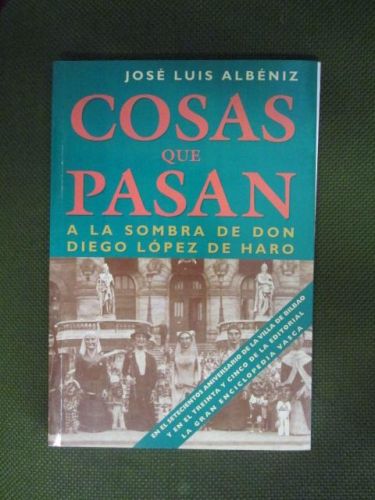 JOSÉ LUIS ALBÉNIZ
COSAS
QUE
PASAN
A LA SOMBRA DE DON
DIEGO LÓPEZ DE HARO
EN EL SETECIENTOS ANIVERSARIO DE LA VILLA DE BILBAO
Y EN EL TREINTA Y CINCO DE LA EDITORIAL
LA GRAN ENCICLOPEDIA VASCA